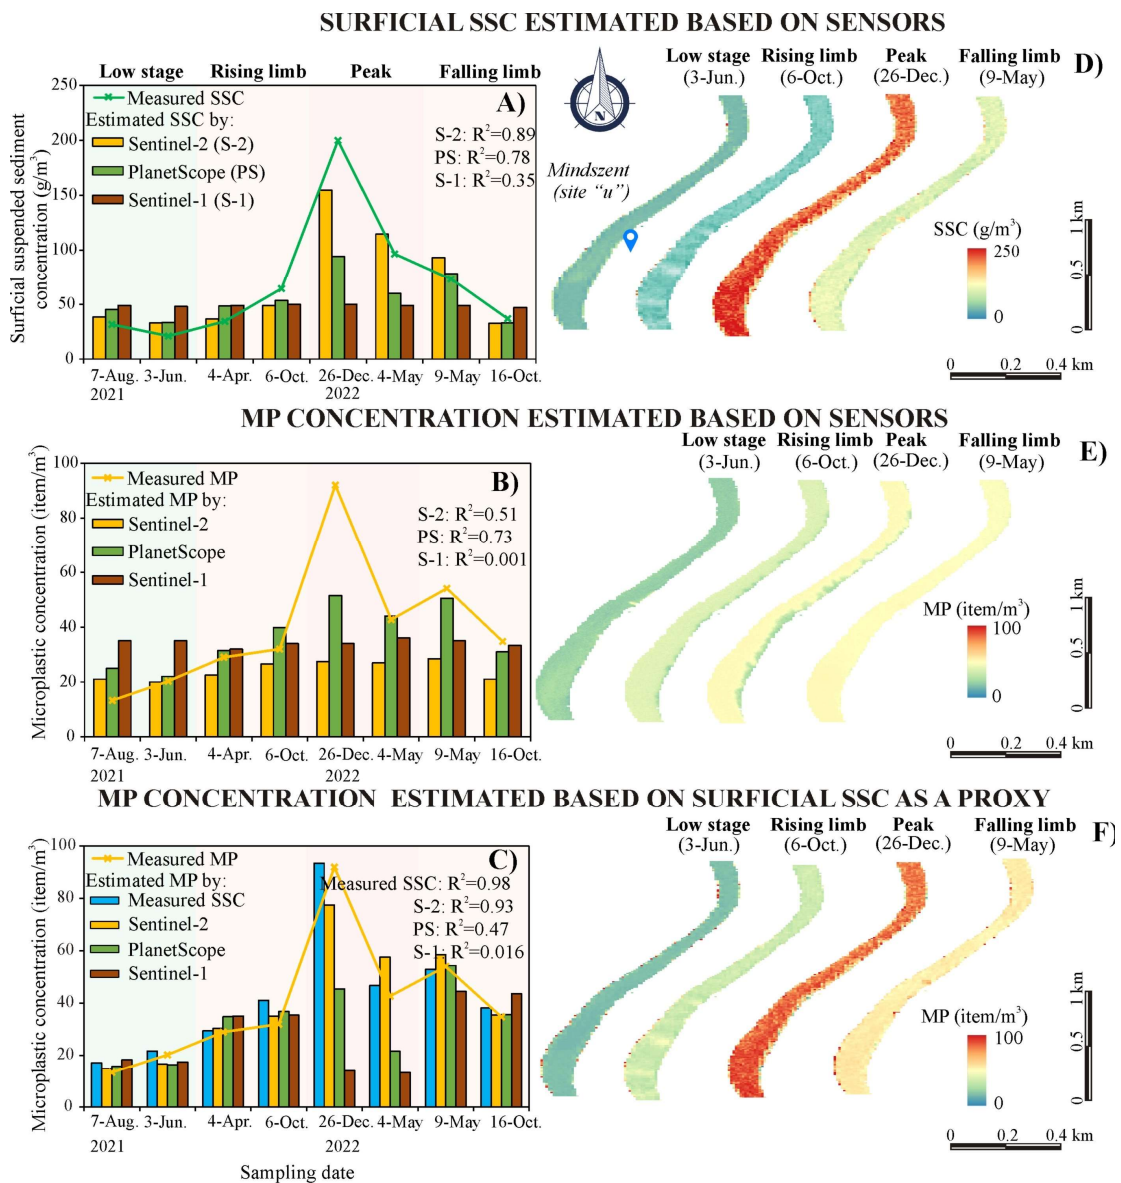 SURFICIAL SSC ESTIMATED BASED ON SENSORS
Low stage Rising limb Peak Falling limb
A)
Surficial suspended sediment
concentration (g/m³)
250
200
150
100
50
0
Measured SSC
Estimated SSC by:
Sentinel-2 (S-2)
PlanetScope (PS)
Sentinel-1 (S-1)
S-2: R²=0.89
PS: R²=0.78
S-1: R²=0.35
7-Aug. 3-Jun. 4-Apr. 6-Oct. 26-Dec. 4-May 9-May 16-Oct.
2021 2022
D)
Low stage Rising limb Peak Falling limb
(3-Jun.) (6-Oct.) (26-Dec.) (9-May)
N
Mindszent
(site “u”)
SSC (g/m³)
250
0
0 0.5 1 km
0 0.2 0.4 km
MP CONCENTRATION ESTIMATED BASED ON SENSORS
B)
Microplastic concentration (item/m³)
100
80
60
40
20
0
Measured MP
Estimated MP by:
Sentinel-2
PlanetScope
Sentinel-1
S-2: R²=0.51
PS: R²=0.73
S-1: R²=0.001
7-Aug. 3-Jun. 4-Apr. 6-Oct. 26-Dec. 4-May 9-May 16-Oct.
2021 2022
E)
Low stage Rising limb Peak Falling limb
(3-Jun.) (6-Oct.) (26-Dec.) (9-May)
MP (item/m³)
100
0
0 0.5 1 km
0 0.2 0.4 km
MP CONCENTRATION ESTIMATED BASED ON SURFICIAL SSC AS A PROXY
C)
Microplastic concentration (item/m³)
100
80
60
40
20
0
Measured MP
Estimated MP by:
Measured SSC
Sentinel-2
PlanetScope
Sentinel-1
Measured SSC: R²=0.98
S-2: R²=0.93
PS: R²=0.47
S-1: R²=0.016
7-Aug. 3-Jun. 4-Apr. 6-Oct. 26-Dec. 4-May 9-May 16-Oct.
2021 2022
Sampling date
F)
Low stage Rising limb Peak Falling limb
(3-Jun.) (6-Oct.) (26-Dec.) (9-May)
MP (item/m³)
100
0
0 0.5 1 km
0 0.2 0.4 km